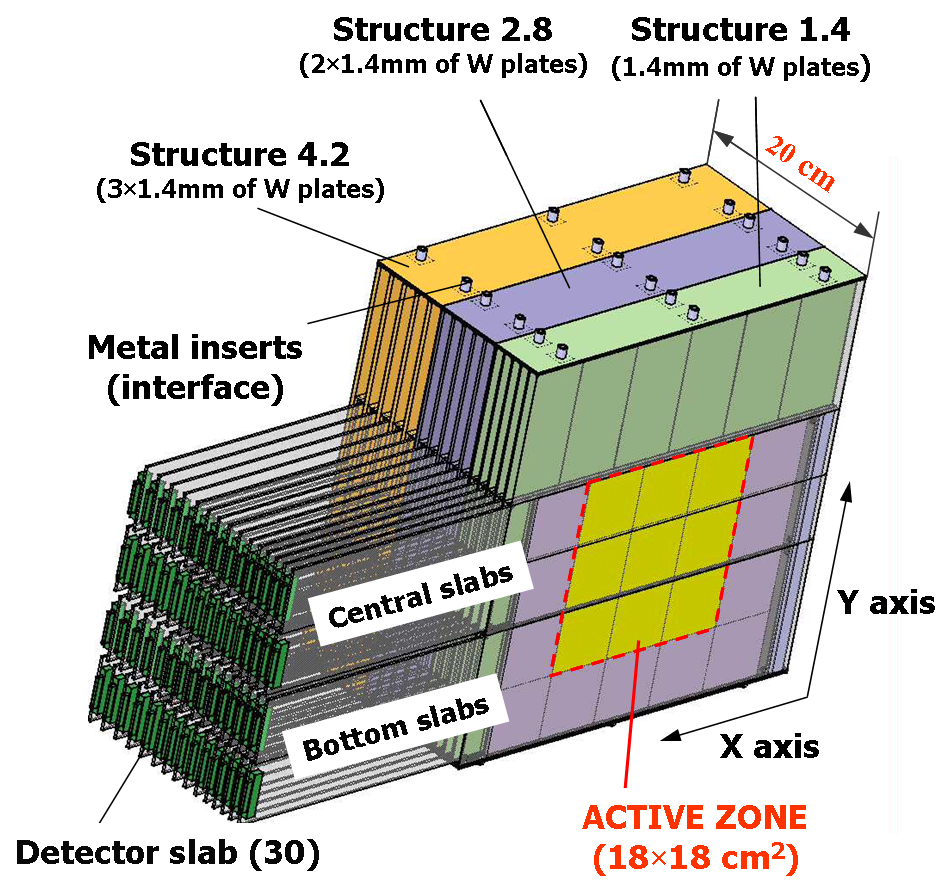 Structure 2.8
(2×1.4mm of W plates)
Structure 1.4
(1.4mm of W plates)
Structure 4.2
(3×1.4mm of W plates)
20 cm
Metal inserts
(interface)
Central slabs
Y axis
Bottom slabs
X axis
ACTIVE ZONE
(18×18 cm²)
Detector slab (30)